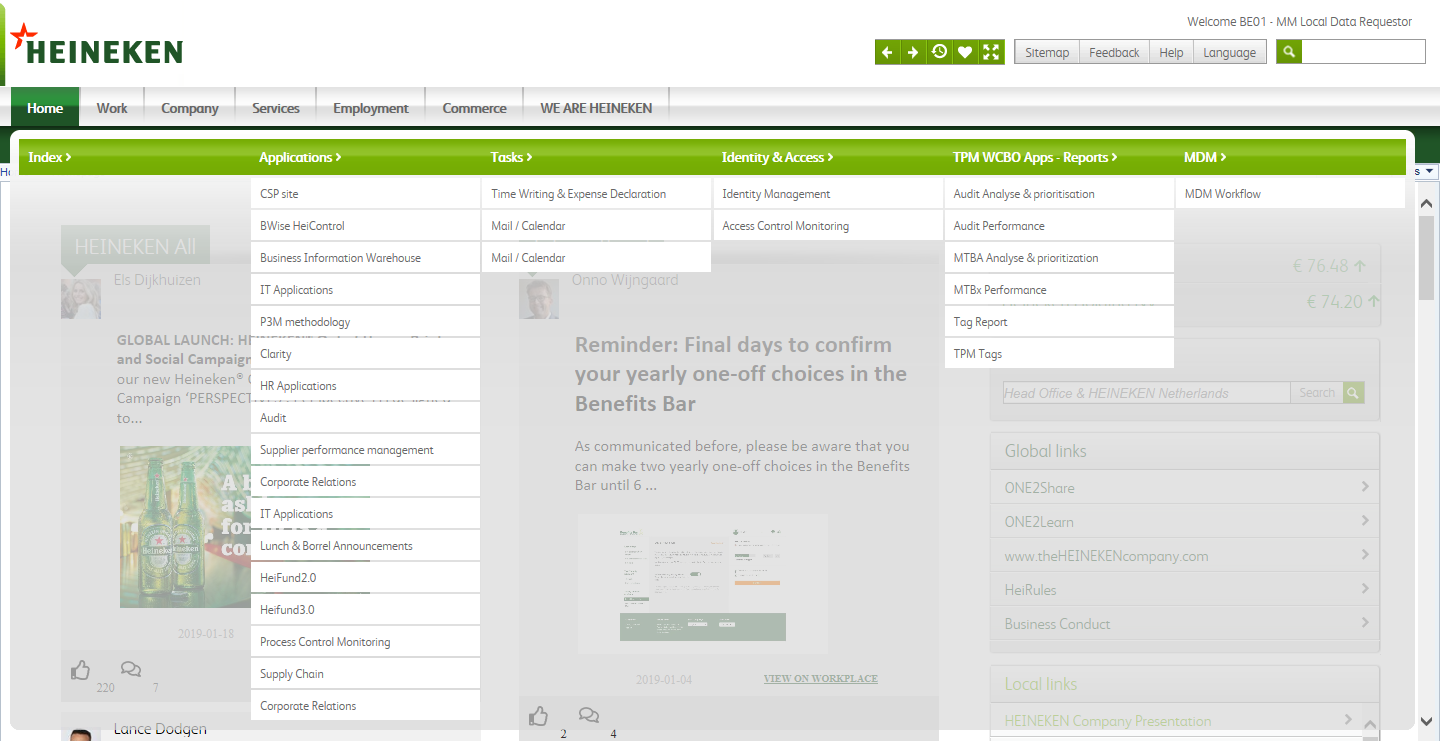 Welcome BE01 - MM Local Data Requestor
HEINEKEN
Sitemap Feedback Help Language
Home Work Company Services Employment Commerce WE ARE HEINEKEN
Index Applications Tasks Identity & Access TPM WCBO Apps - Reports MDM
CSP site
BWise HeiControl
Business Information Warehouse
IT Applications
P3M methodology
Clarity
HR Applications
Audit
Supplier performance management
Corporate Relations
IT Applications
Lunch & Borrel Announcements
HeiFund2.0
Heifund3.0
Process Control Monitoring
Supply Chain
Corporate Relations
Time Writing & Expense Declaration
Mail / Calendar
Mail / Calendar
Identity Management
Access Control Monitoring
Audit Analyse & prioritisation
Audit Performance
MTBA Analyse & prioritization
MTBx Performance
Tag Report
TPM Tags
MDM Workflow
HEINEKEN All
Els Dijkhuizen
GLOBAL LAUNCH:
and Social Campaign
our new Heineken®
Campaign
to...
2019-01-18
220 7
Lance Dodgen
Onno Wijngaard
Reminder: Final days to confirm
your yearly one-off choices in the
Benefits Bar
As communicated before, please be aware that you
can make two yearly one-off choices in the Benefits
Bar until 6 ...
2019-01-04 VIEW ON WORKPLACE
2 4
€ 76.48
€ 74.20
Head Office & HEINEKEN Netherlands Search
Global links
ONE2Share
ONE2Learn
www.theHEINEKENcompany.com
HeiRules
Business Conduct
Local links
HEINEKEN Company Presentation